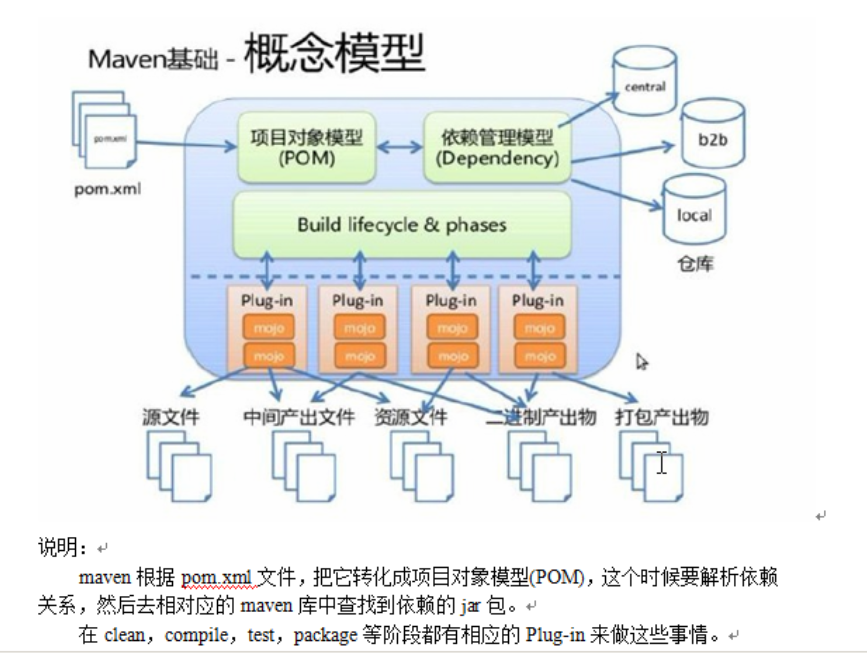 Maven基础 - 概念模型
central
pom.xml
项目对象模型
(POM)
依赖管理模型
(Dependency)
b2b
pom.xml
Build lifecycle & phases
local
仓库
Plug-in Plug-in Plug-in Plug-in
mojo mojo mojo mojo
mojo mojo mojo mojo
源文件 中间产出文件 资源文件 二进制产出物 打包产出物
说明：
maven 根据 pom.xml 文件，把它转化成项目对象模型(POM)，这个时候要解析依赖
关系，然后去相对应的 maven 库中查找到依赖的 jar 包。
在 clean，compile，test，package 等阶段都有相应的 Plug-in 来做这些事情。